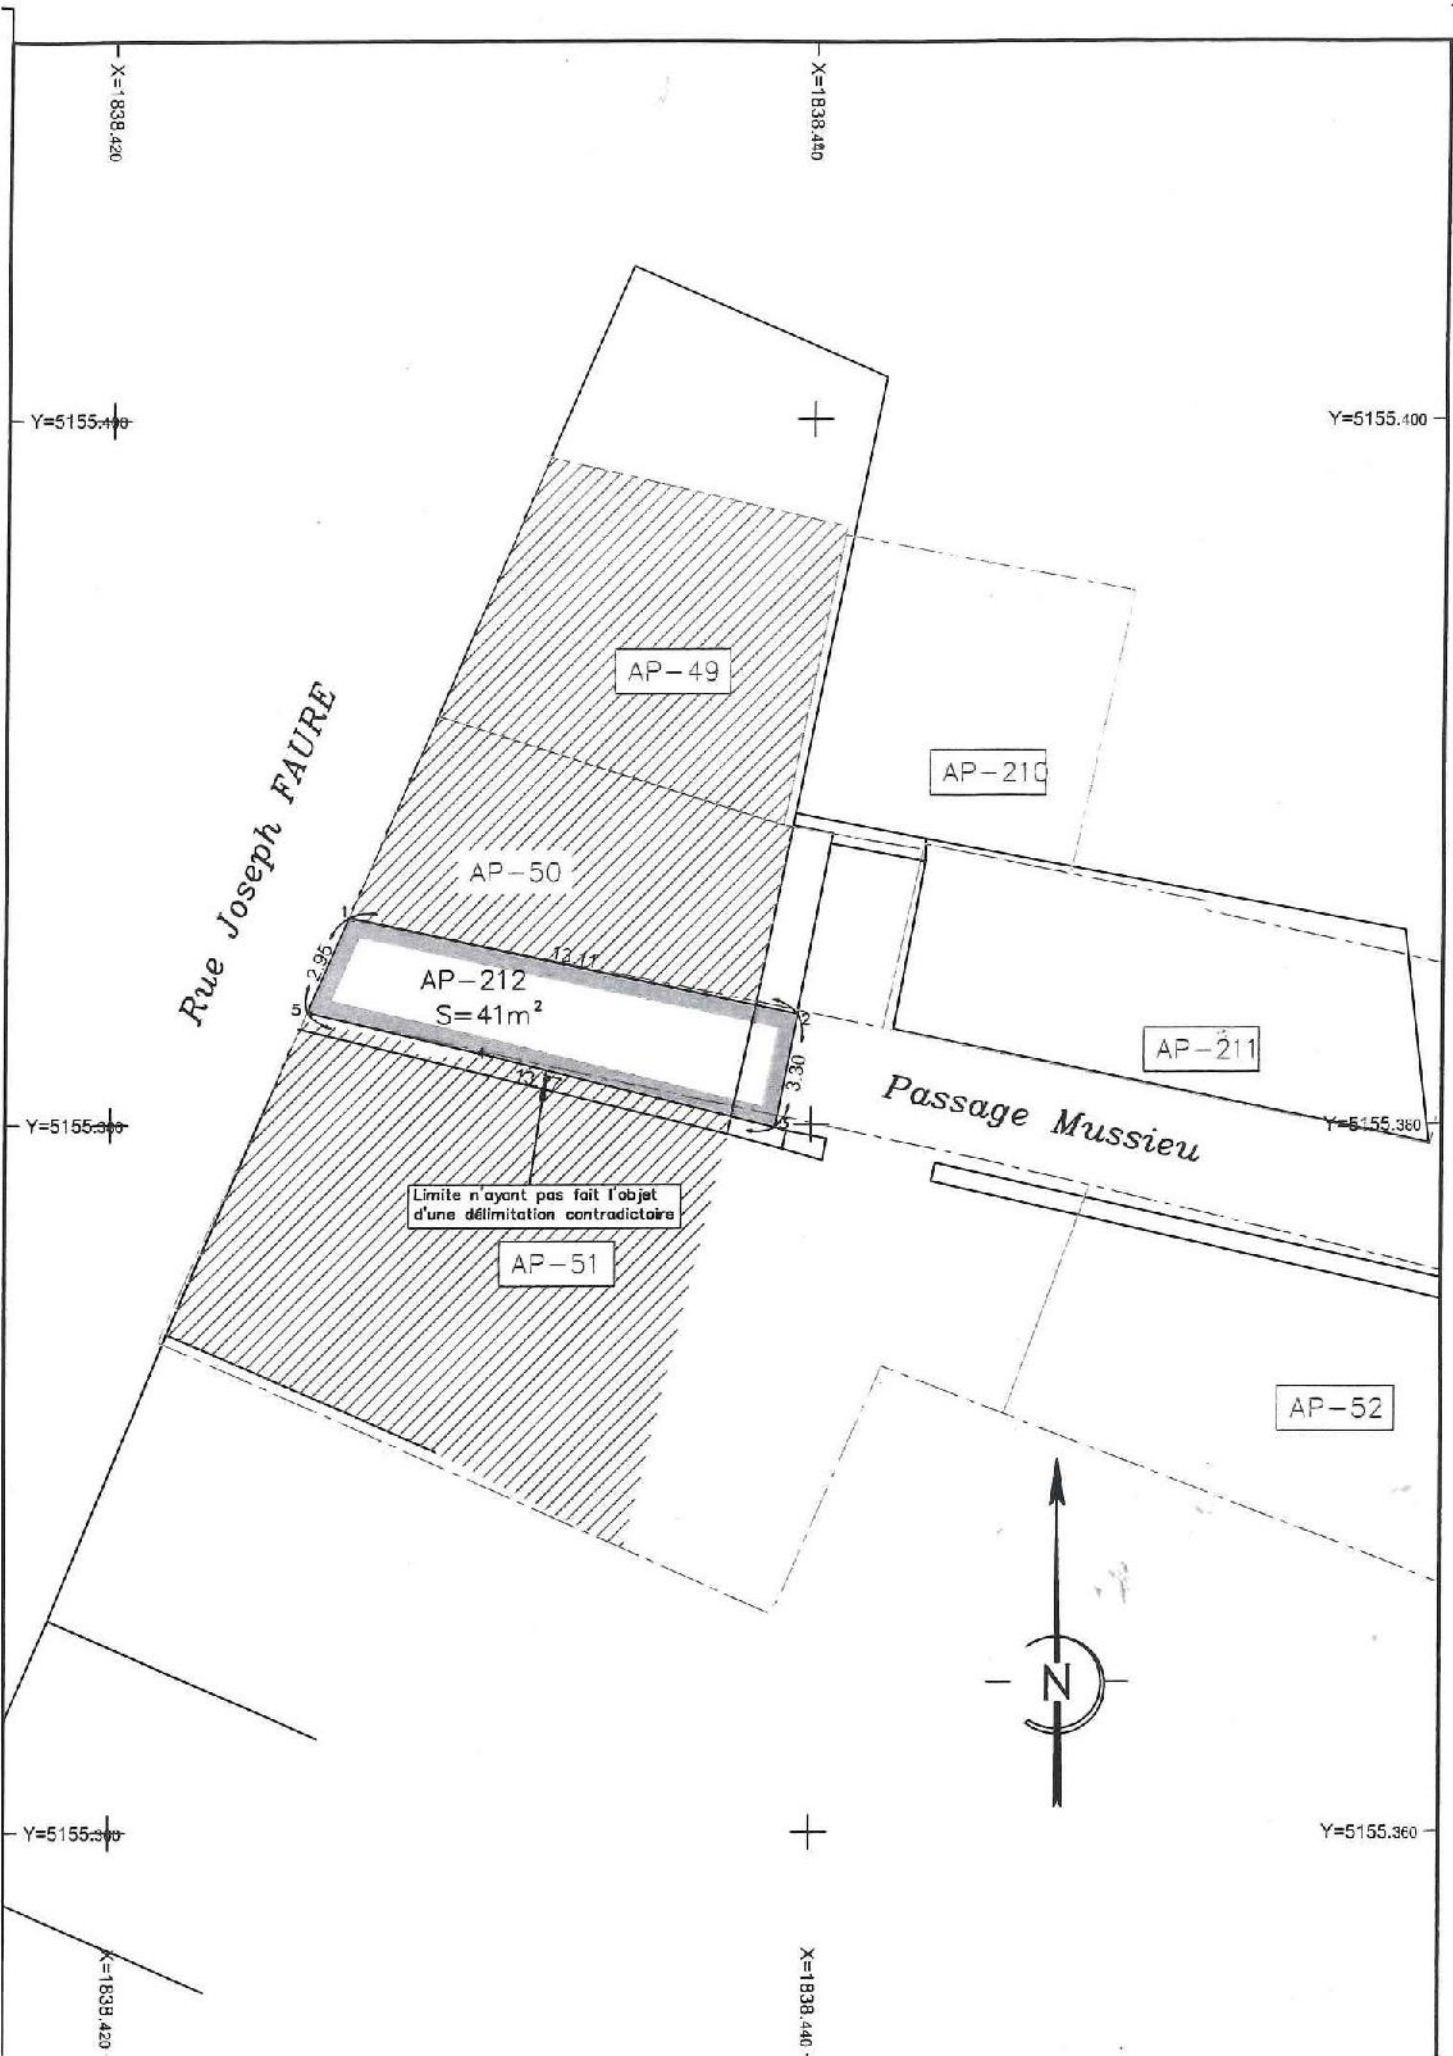 X=1838.420
X=1838.440
Y=5155.400
Y=5155.400
AP-49
AP-210
Rue Joseph FAURE
AP-50
1
13.11
2.95
AP-212
S=41m²
2
5
4
3.30
AP-211
Passage Mussieu
Y=5155.380
Y=5155.380
Limite n'ayant pas fait l'objet
d'une délimitation contradictoire
AP-51
AP-52
N
Y=5155.360
Y=5155.360
X=1838.420
X=1838.440